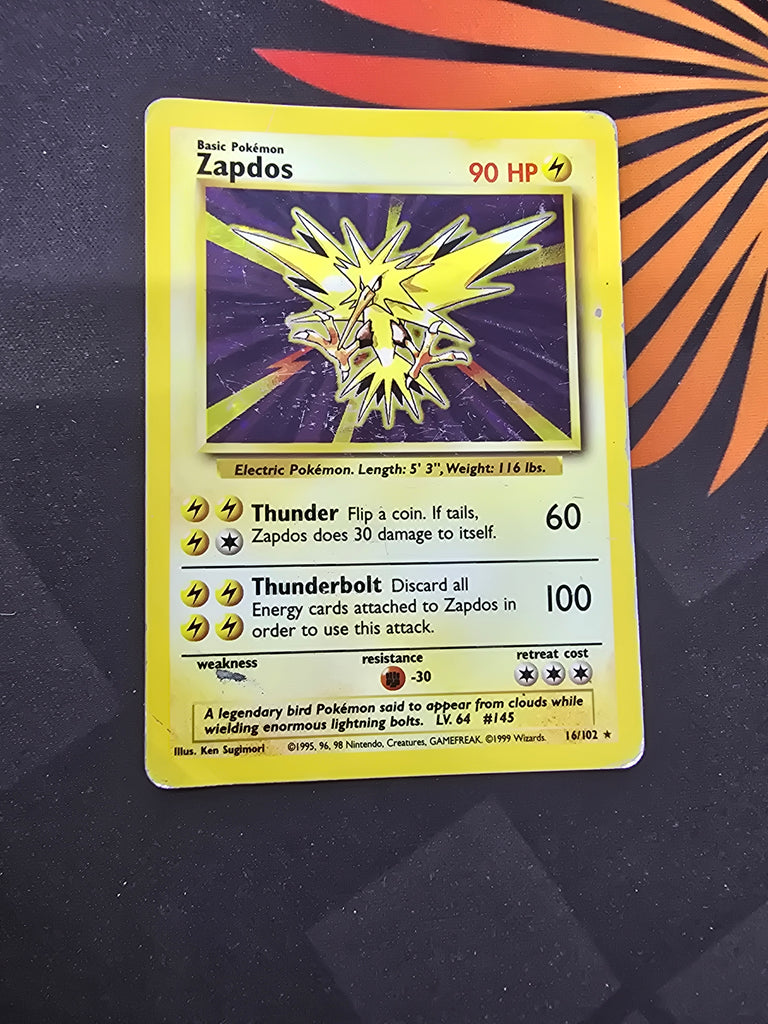 Basic Pokémon
Zapdos 90 HP
Electric Pokémon. Length: 5' 3", Weight: 116 lbs.
Thunder Flip a coin. If tails, 60
Zapdos does 30 damage to itself.
Thunderbolt Discard all
Energy cards attached to Zapdos in 100
order to use this attack.
weakness resistance retreat cost
-30
A legendary bird Pokémon said to appear from clouds while
wielding enormous lightning bolts. LV. 64 #145
Illus. Ken Sugimori ©1995, 96, 98 Nintendo, Creatures, GAMEFREAK. ©1999 Wizards. 16/102 ★